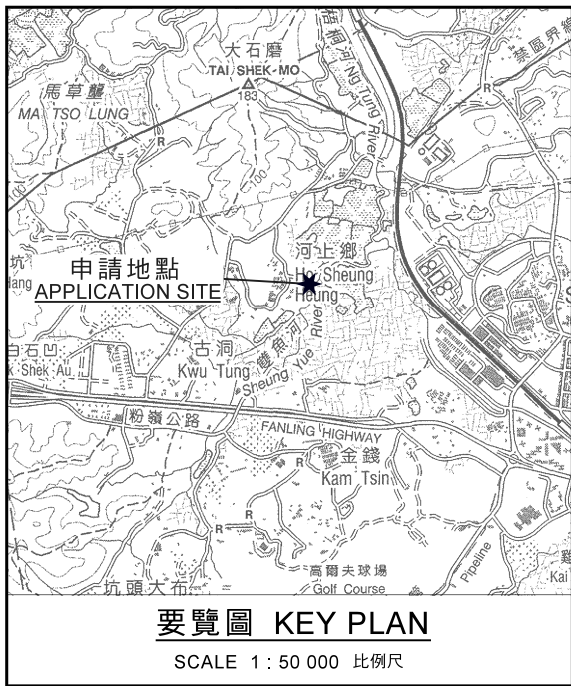 大石磨
TAI SHEK MO
183
馬草壟
MA TSO LUNG
R
梧桐河 Ng Tung River
禁區界線
R
100
河上鄉
Ho Sheung
Heung
申請地點
APPLICATION SITE
坑
古洞
Kwu Tung
雙魚河
Sheung Yue River
白石凹
k Shek Au
粉嶺公路
FANLING HIGHWAY
金錢
Kam Tsin
R
R
R
高爾夫球場
Golf Course
Pipeline
坑頭大布
Kai
要覽圖 KEY PLAN
SCALE 1 : 50 000 比例尺